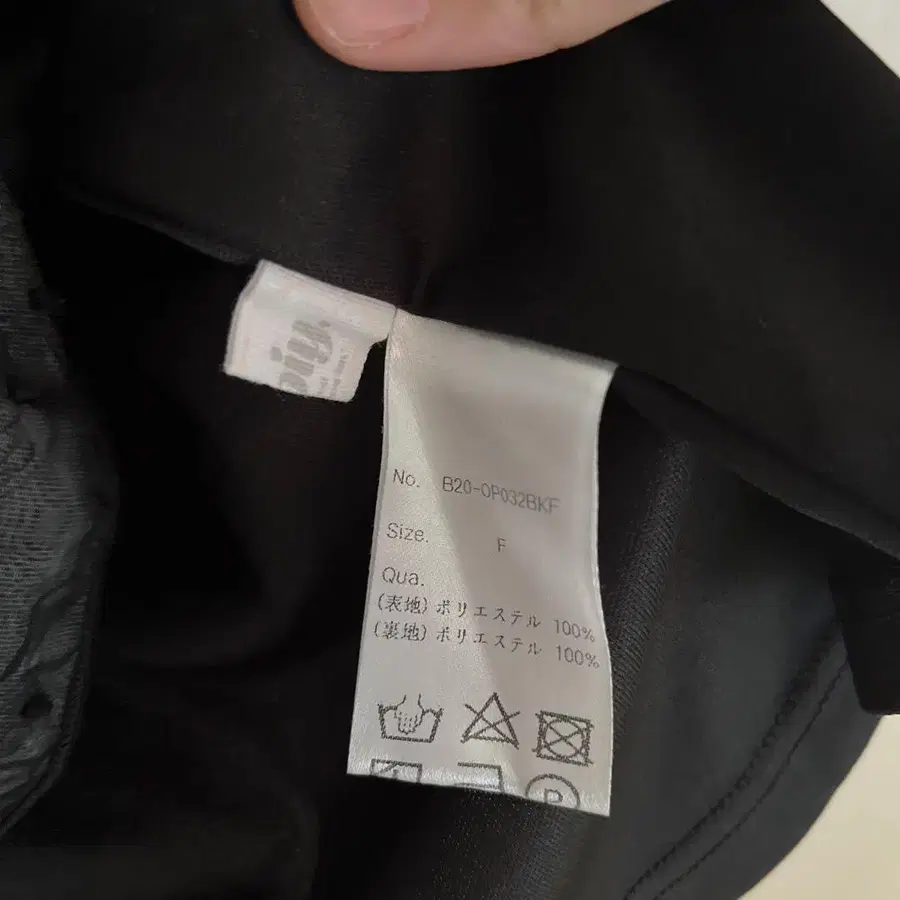 No. B20-OP032BKF
Size. F
Qua.
(表地) ポリエステル 100%
(裏地) ポリエステル 100%
P